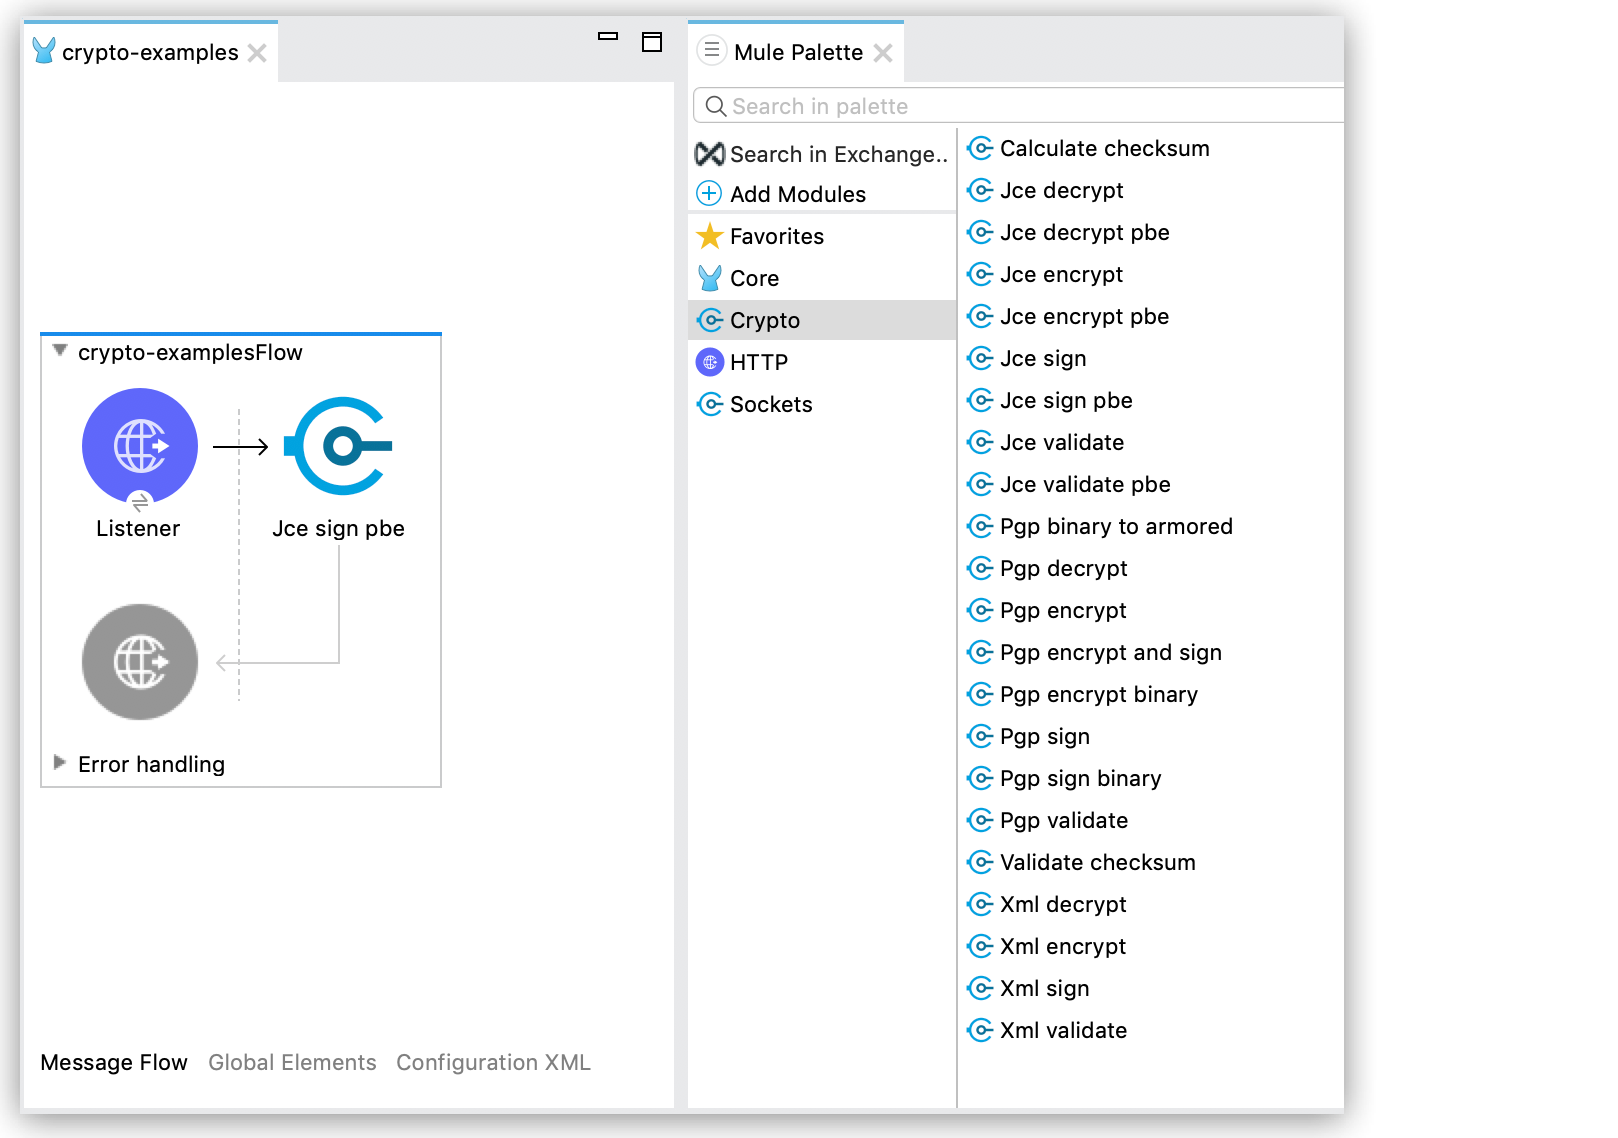 crypto-examples
crypto-examplesFlow
Listener
Jce sign pbe
Error handling
Message Flow
Global Elements
Configuration XML
Mule Palette
Search in palette
Search in Exchange..
Add Modules
Favorites
Core
Crypto
HTTP
Sockets
Calculate checksum
Jce decrypt
Jce decrypt pbe
Jce encrypt
Jce encrypt pbe
Jce sign
Jce sign pbe
Jce validate
Jce validate pbe
Pgp binary to armored
Pgp decrypt
Pgp encrypt
Pgp encrypt and sign
Pgp encrypt binary
Pgp sign
Pgp sign binary
Pgp validate
Validate checksum
Xml decrypt
Xml encrypt
Xml sign
Xml validate